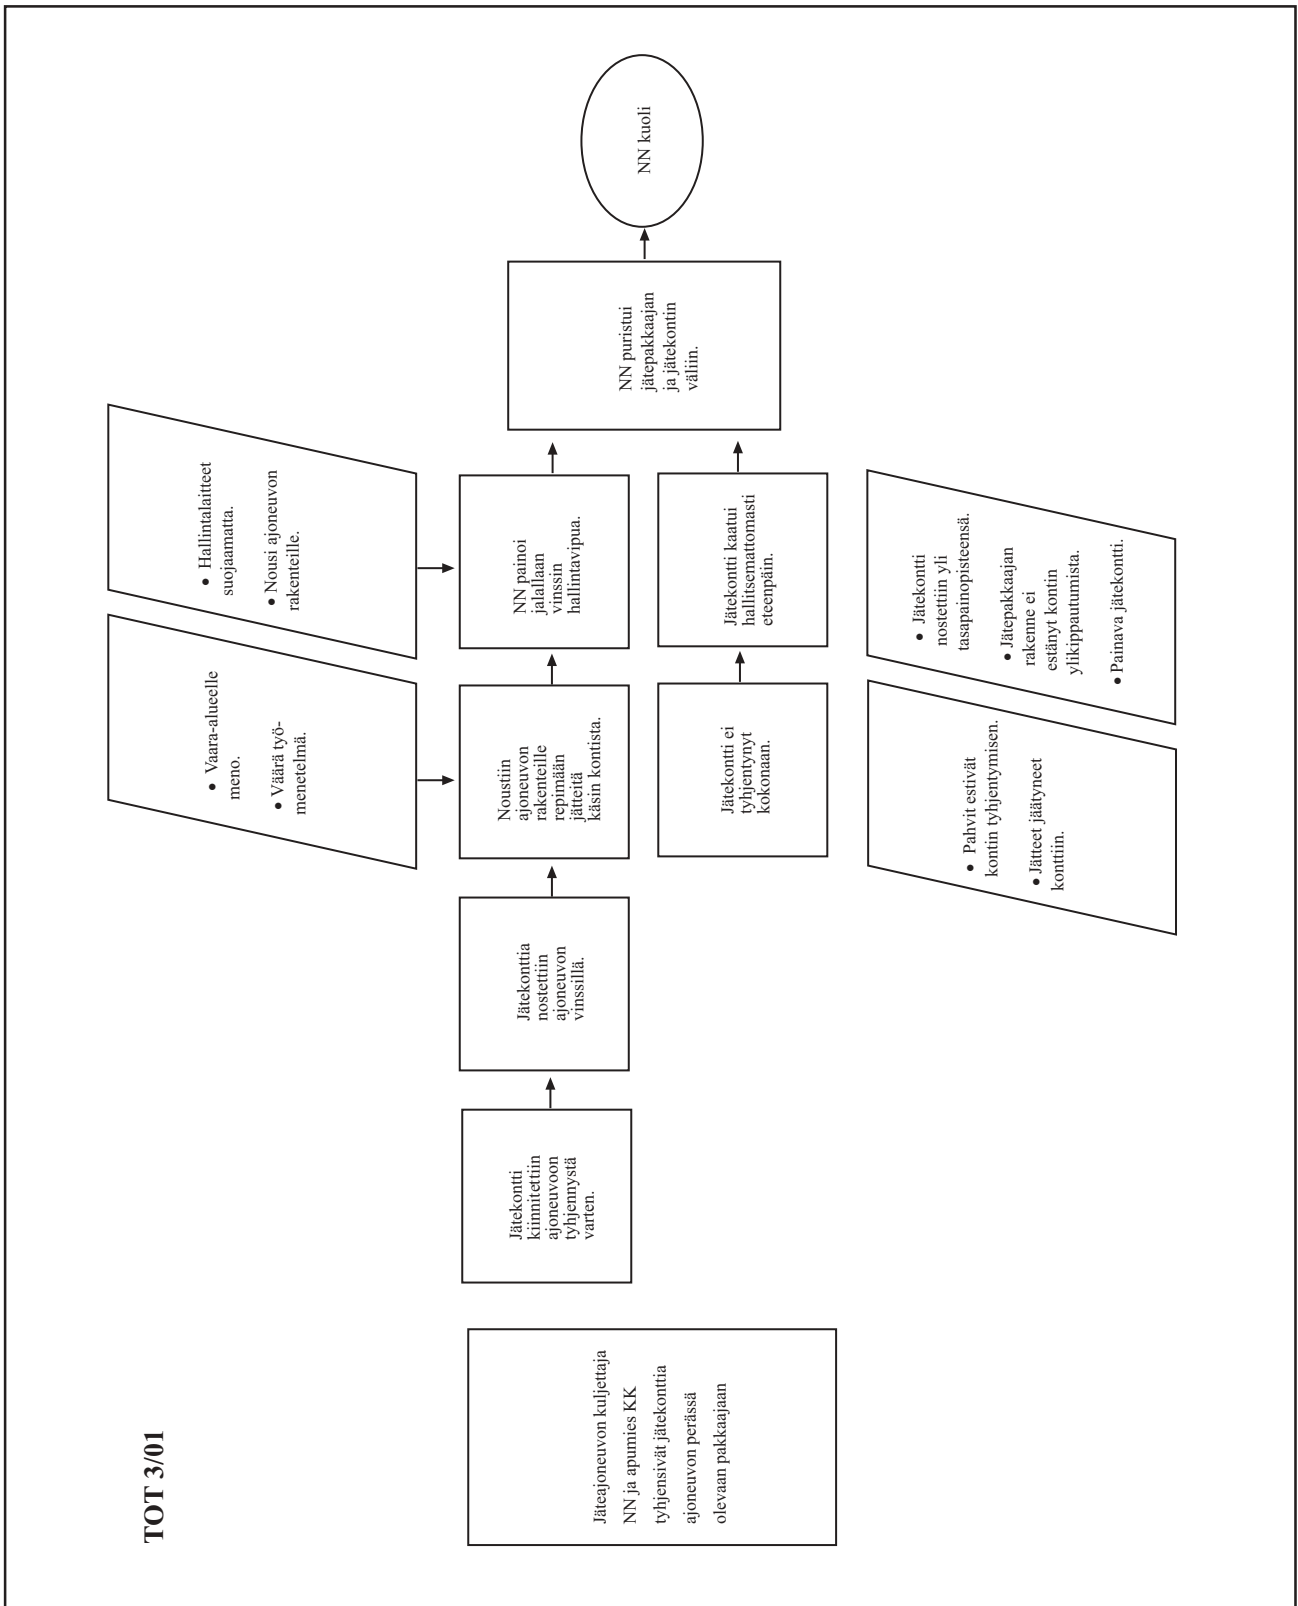 TOT 3/01
Jäteajoneuvon kuljettaja
NN ja apumies KK
tyhjensivät jätekonttia
ajoneuvon perässä
olevaan pakkaajaan
Jätekontti
kiinnitettiin
ajoneuvoon
tyhjennystä
varten.
Jätekonttia
nostettiin
ajoneuvon
vinssillä.
• Vaara-alueelle
meno.
• Väärä työ-
menetelmä.
Noustiin
ajoneuvon
rakenteille
repimään
jätteitä
käsin kontista.
• Hallintalaitteet
suojaamatta.
• Nousi ajoneuvon
rakenteille.
NN painoi
jalallaan
vinssin
hallintavipua.
Jätekontti ei
tyhjentynyt
kokonaan.
• Pahvit estivät
kontin tyhjentymisen.
• Jätteet jäätyneet
konttiin.
Jätekontti kaatui
hallitsemattomasti
eteenpäin.
• Jätekontti
nostettiin yli
tasapainopisteensä.
• Jätepakkaajan
rakenne ei
estänyt kontin
ylikippautumista.
• Painava jätekontti.
NN puristui
jätepakkaajan
ja jätekontin
väliin.
NN kuoli